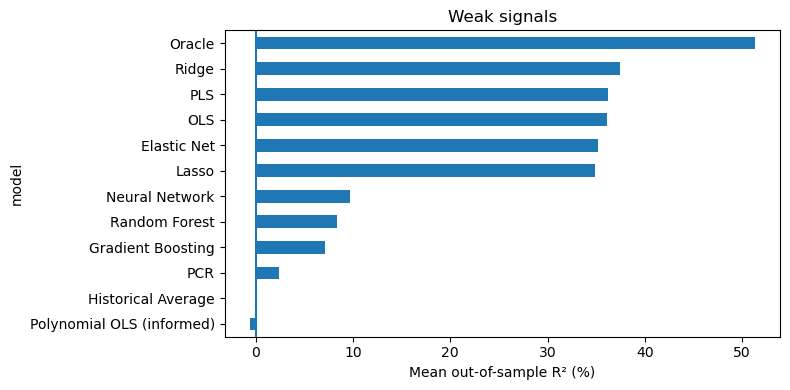 Weak signals
Oracle
Ridge
PLS
OLS
Elastic Net
Lasso
Neural Network
Random Forest
Gradient Boosting
PCR
Historical Average
Polynomial OLS (informed)
model
0 10 20 30 40 50
Mean out-of-sample R² (%)